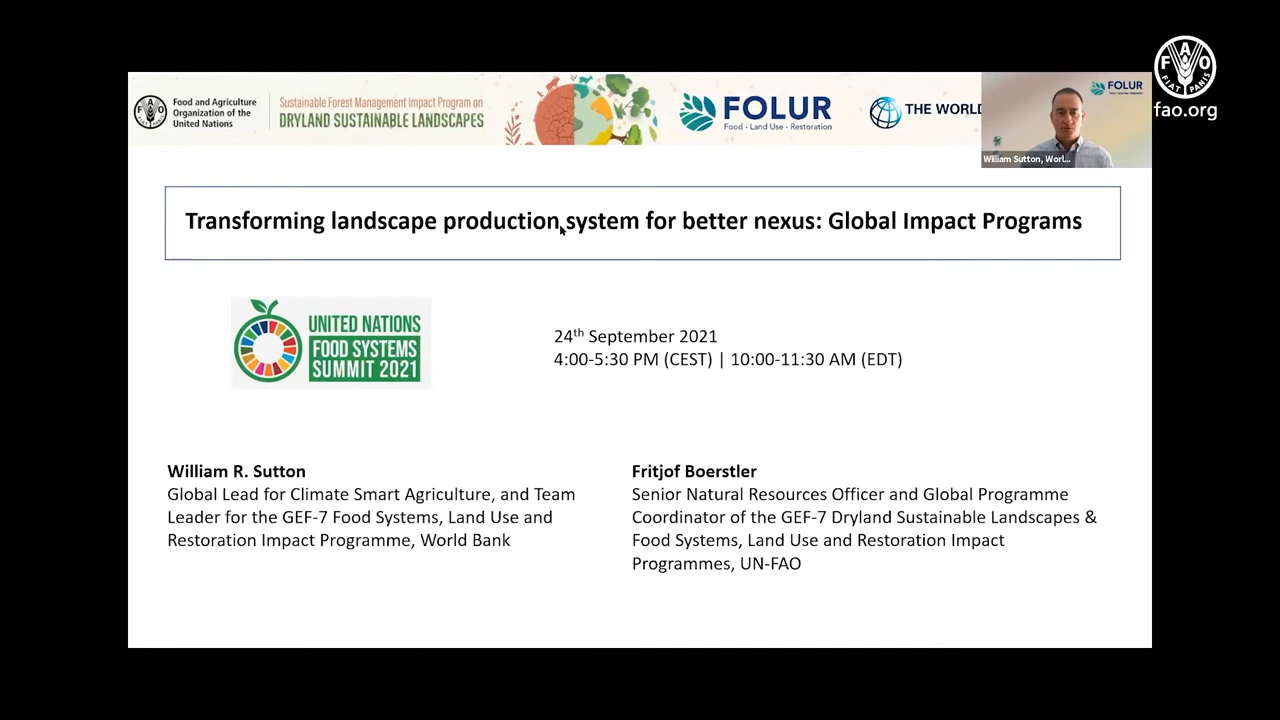 FAO
FIAT PANIS
fao.org
Food and Agriculture
Organization of the
United Nations
Sustainable Forest Management Impact Program on
DRYLAND SUSTAINABLE LANDSCAPES
FOLUR
Food - Land Use - Restoration
THE WORLD
FOLUR
William Sutton, Worl...
Transforming landscape production system for better nexus: Global Impact Programs
UNITED NATIONS
FOOD SYSTEMS
SUMMIT 2021
24th September 2021
4:00-5:30 PM (CEST) | 10:00-11:30 AM (EDT)
William R. Sutton
Global Lead for Climate Smart Agriculture, and Team
Leader for the GEF-7 Food Systems, Land Use and
Restoration Impact Programme, World Bank
Fritjof Boerstler
Senior Natural Resources Officer and Global Programme
Coordinator of the GEF-7 Dryland Sustainable Landscapes &
Food Systems, Land Use and Restoration Impact
Programmes, UN-FAO